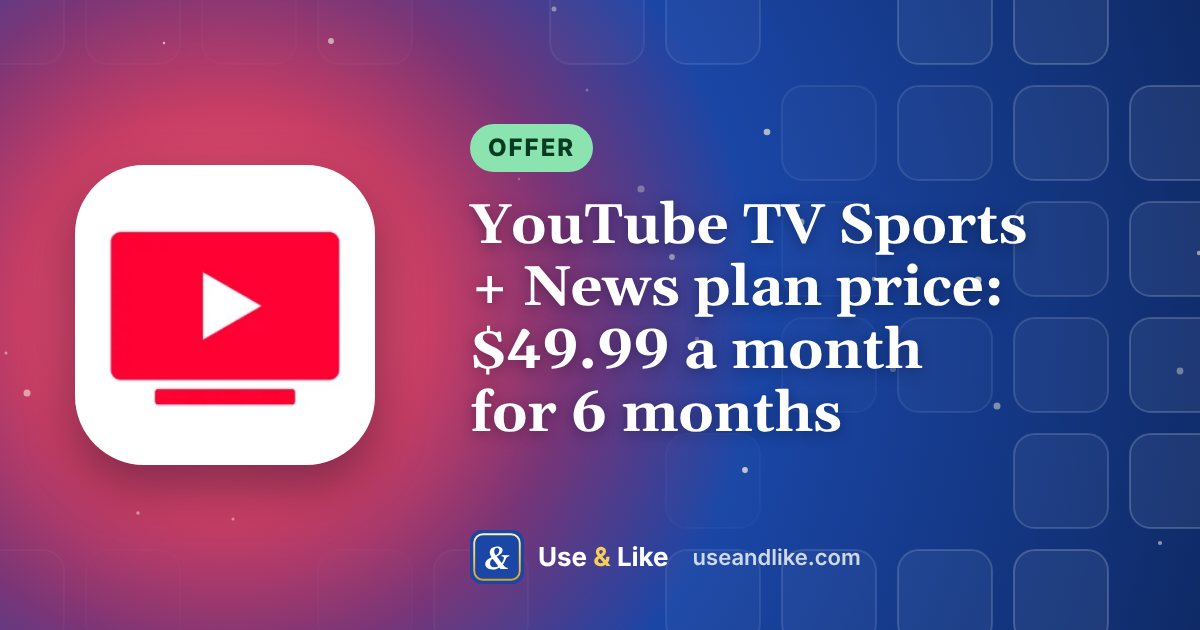 OFFER
YouTube TV Sports
+ News plan price:
$49.99 a month
for 6 months
& Use & Like useandlike.com